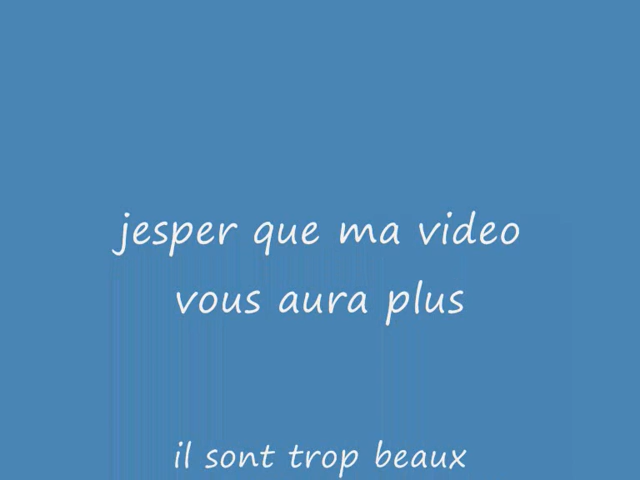 jesper que ma video
vous aura plus
il sont trop beaux